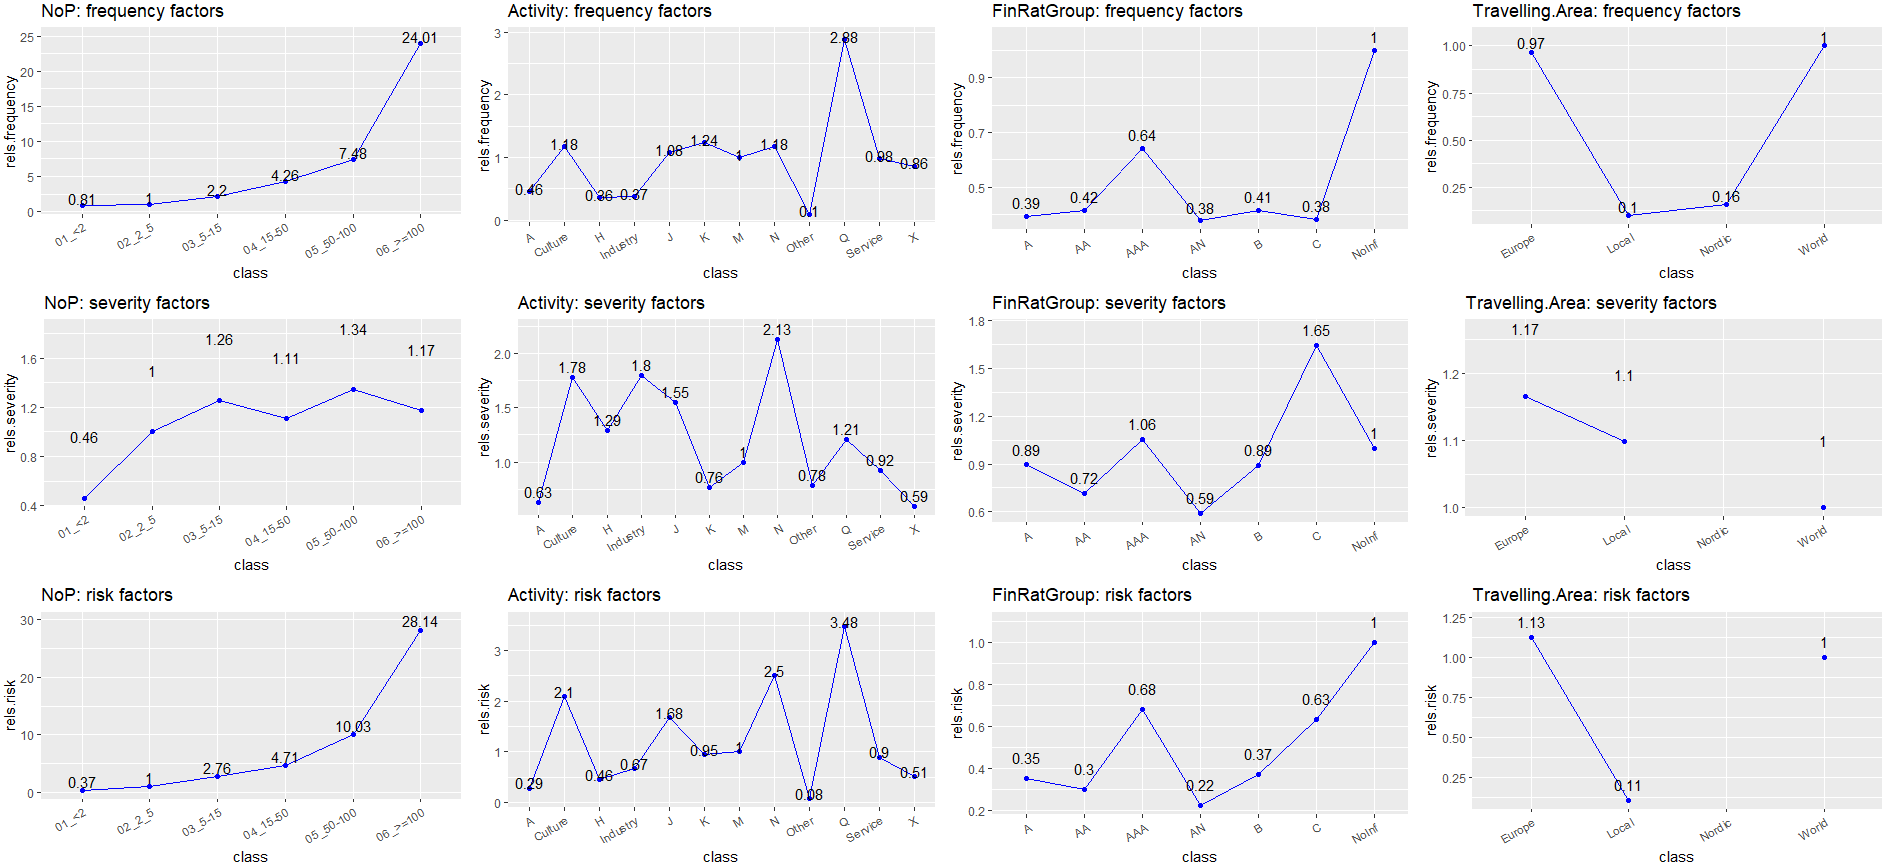 NoP: frequency factors
rels.frequency
25
20
15
10
5
0
0.81
1
2.2
4.26
7.48
24.01
01_<2
02_2_5
03_5-15
04_15-50
05_50-100
06_>=100
class
Activity: frequency factors
rels.frequency
3
2
1
0
0.46
1.18
0.36
0.37
1.08
1.24
1
1.18
0.1
2.88
0.98
0.86
A
Culture
H
Industry
J
K
M
N
Other
Q
Service
X
class
FinRatGroup: frequency factors
rels.frequency
0.9
0.7
0.5
0.39
0.42
0.64
0.38
0.41
0.38
1
A
AA
AAA
AN
B
C
NoInf
class
Travelling.Area: frequency factors
rels.frequency
1.00
0.75
0.50
0.25
0.97
0.1
0.16
1
Europe
Local
Nordic
World
class
NoP: severity factors
rels.severity
1.6
1.2
0.8
0.4
0.46
1
1.26
1.11
1.34
1.17
01_<2
02_2_5
03_5-15
04_15-50
05_50-100
06_>=100
class
Activity: severity factors
rels.severity
2.0
1.5
1.0
0.63
1.78
1.29
1.8
1.55
0.76
1
2.13
0.78
1.21
0.92
0.59
A
Culture
H
Industry
J
K
M
N
Other
Q
Service
X
class
FinRatGroup: severity factors
rels.severity
1.8
1.5
1.2
0.9
0.6
0.89
0.72
1.06
0.59
0.89
1.65
1
A
AA
AAA
AN
B
C
NoInf
class
Travelling.Area: severity factors
rels.severity
1.2
1.1
1.0
1.17
1.1
1
Europe
Local
Nordic
World
class
NoP: risk factors
rels.risk
30
20
10
0
0.37
1
2.76
4.71
10.03
28.14
01_<2
02_2_5
03_5-15
04_15-50
05_50-100
06_>=100
class
Activity: risk factors
rels.risk
3
2
1
0
0.29
2.1
0.46
0.67
1.68
0.95
1
2.5
0.08
3.48
0.9
0.51
A
Culture
H
Industry
J
K
M
N
Other
Q
Service
X
class
FinRatGroup: risk factors
rels.risk
1.0
0.8
0.6
0.4
0.2
0.35
0.3
0.68
0.22
0.37
0.63
1
A
AA
AAA
AN
B
C
NoInf
class
Travelling.Area: risk factors
rels.risk
1.25
1.00
0.75
0.50
0.25
1.13
0.11
1
Europe
Local
Nordic
World
class